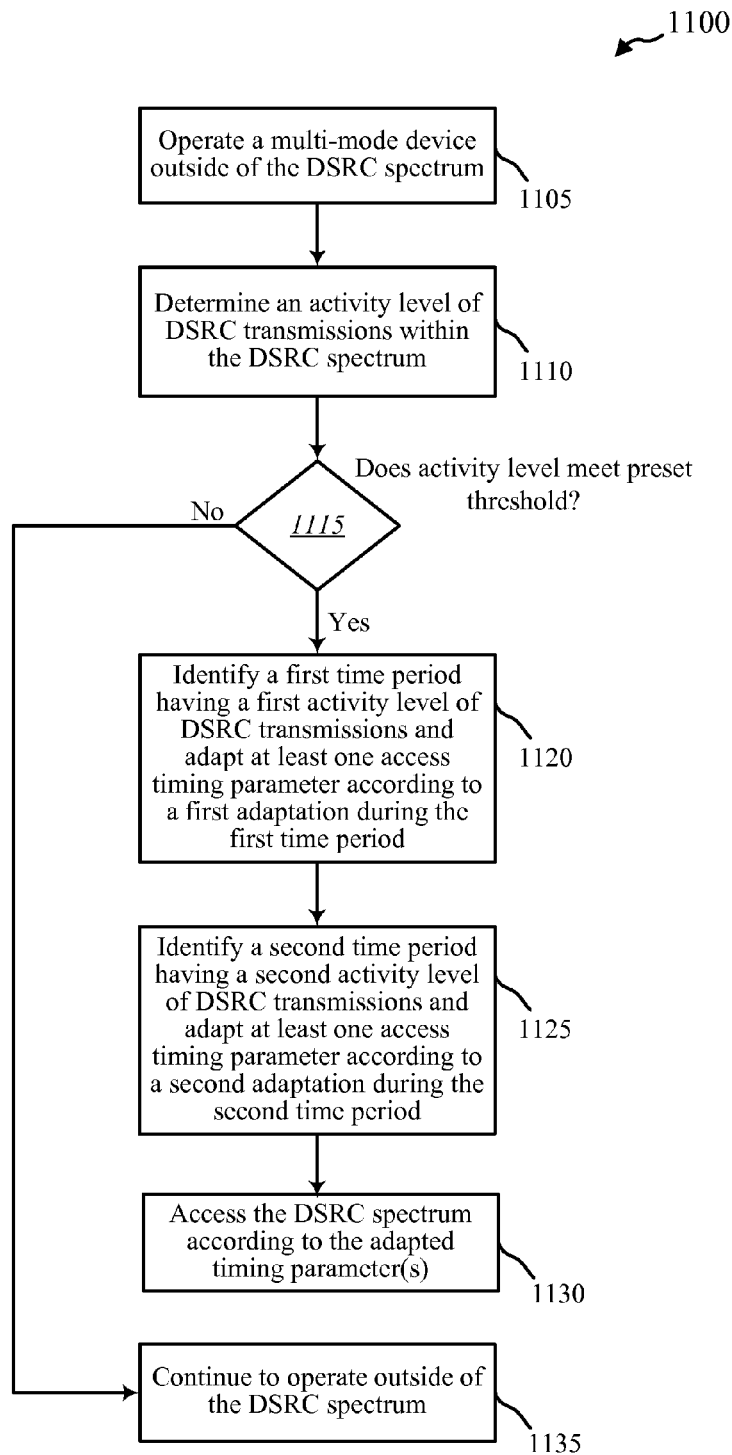 1100
Operate a multi-mode device
outside of the DSRC spectrum
1105
Determine an activity level of
DSRC transmissions within
the DSRC spectrum
1110
Does activity level meet preset
threshold?
No
1115
Yes
Identify a first time period
having a first activity level of
DSRC transmissions and
adapt at least one access
timing parameter according to
a first adaptation during the
first time period
1120
Identify a second time period
having a second activity level
of DSRC transmissions and
adapt at least one access
timing parameter according to
a second adaptation during the
second time period
1125
Access the DSRC spectrum
according to the adapted
timing parameter(s)
1130
Continue to operate outside of
the DSRC spectrum
1135